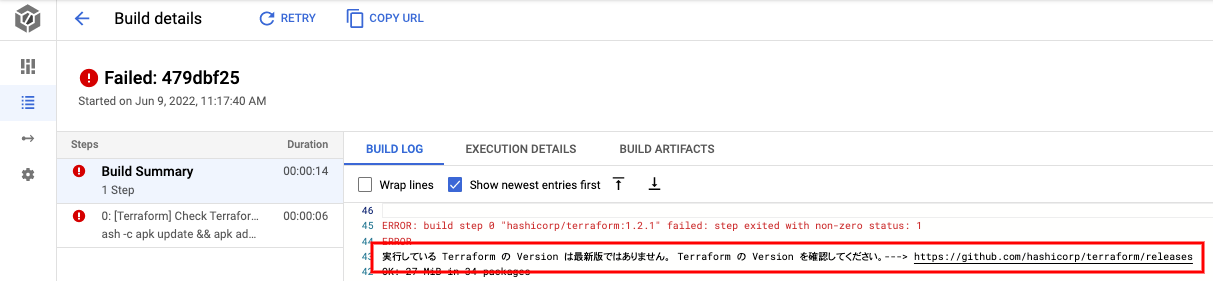 Build details
RETRY
COPY URL
Failed: 479dbf25
Started on Jun 9, 2022, 11:17:40 AM
Steps Duration
Build Summary 00:00:14
1 Step
0: [Terraform] Check Terrafor... 00:00:06
ash -c apk update && apk ad...
BUILD LOG EXECUTION DETAILS BUILD ARTIFACTS
Wrap lines Show newest entries first
46
45 ERROR: build step 0 "hashicorp/terraform:1.2.1" failed: step exited with non-zero status: 1
44 ERROR
43 実行している Terraform の Version は最新版ではありません。 Terraform の Version を確認してください。---> https://github.com/hashicorp/terraform/releases
42 OK: 27 MiB in 34 packages